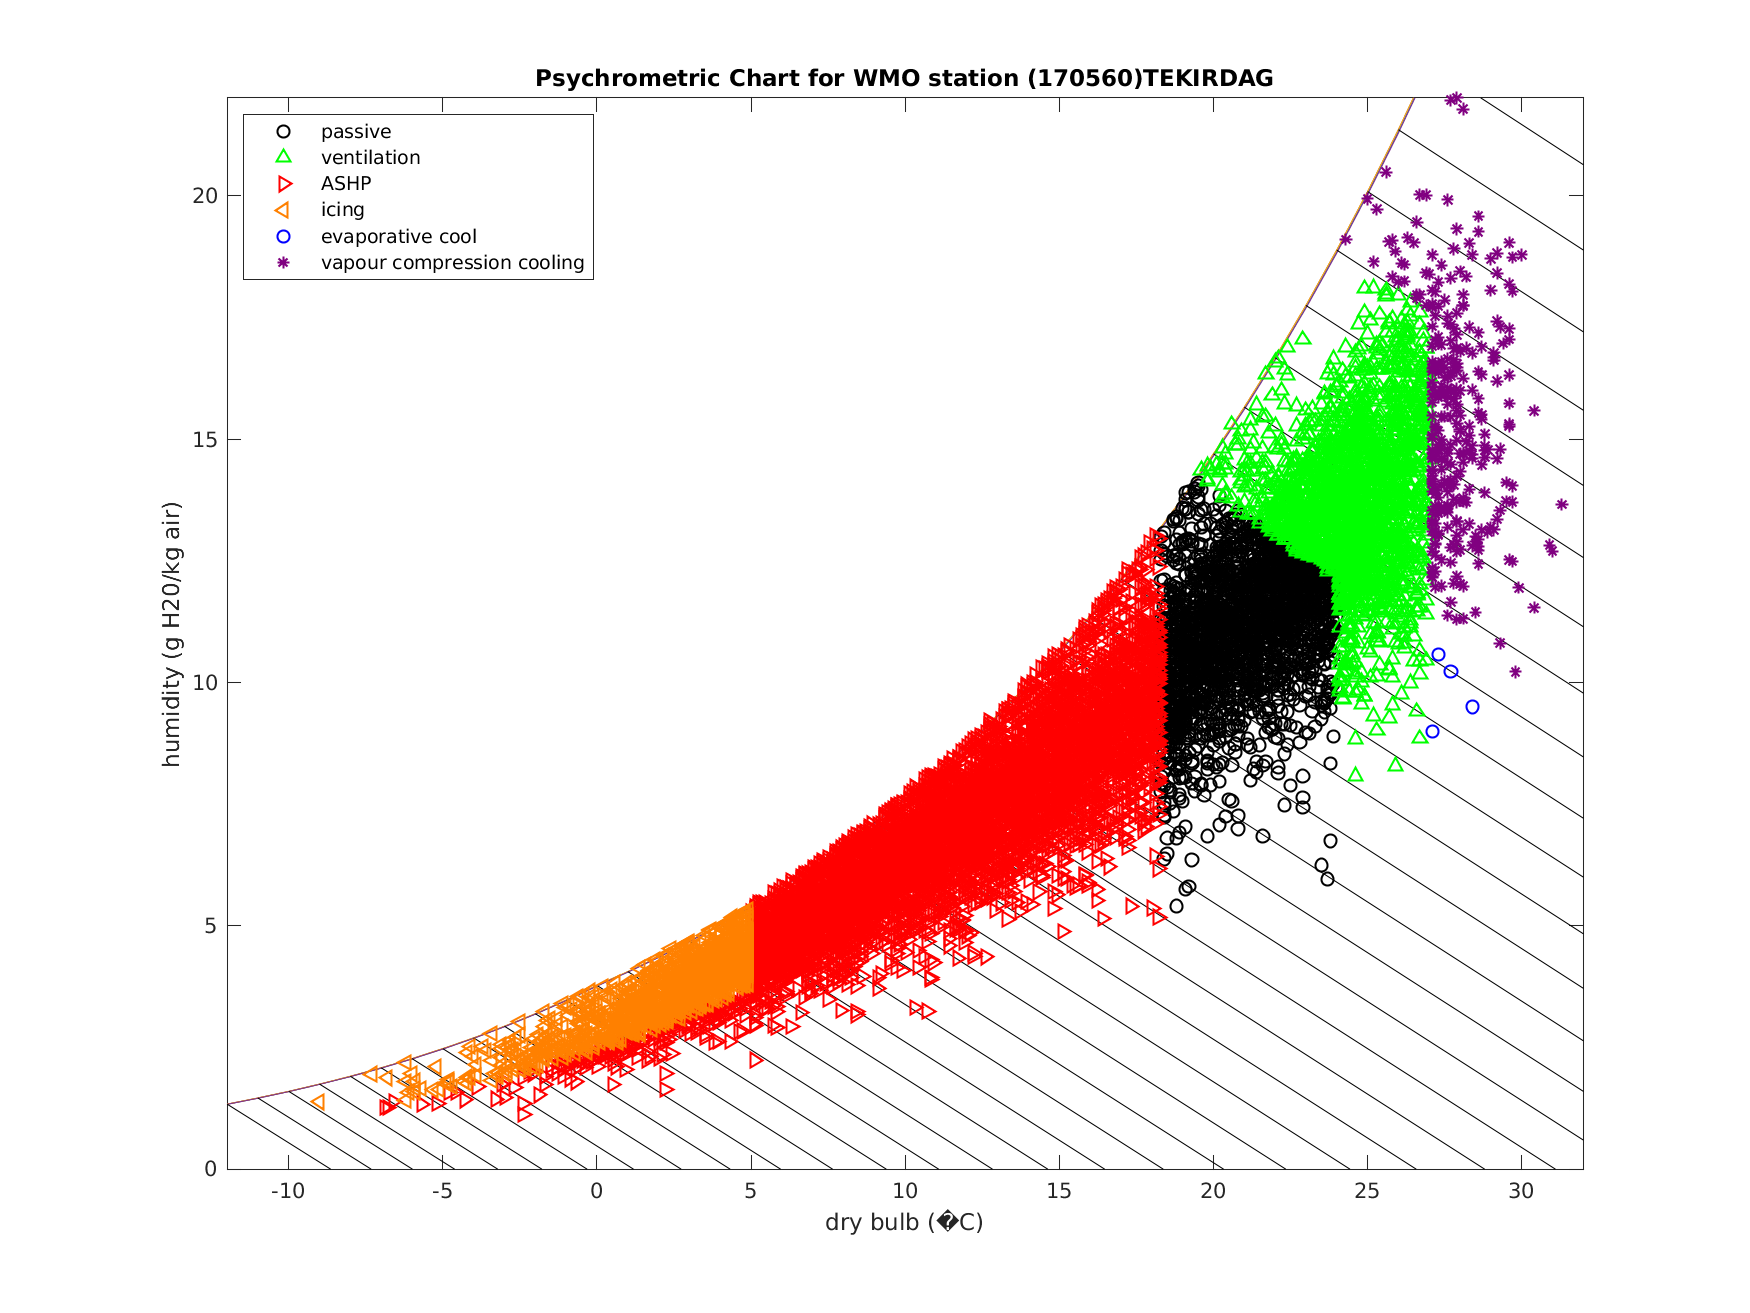 Psychrometric Chart for WMO station (170560)TEKIRDAG
passive
ventilation
ASHP
icing
evaporative cool
vapour compression cooling
humidity (g H20/kg air)
20
15
10
5
0
-10 -5 0 5 10 15 20 25 30
dry bulb (�C)